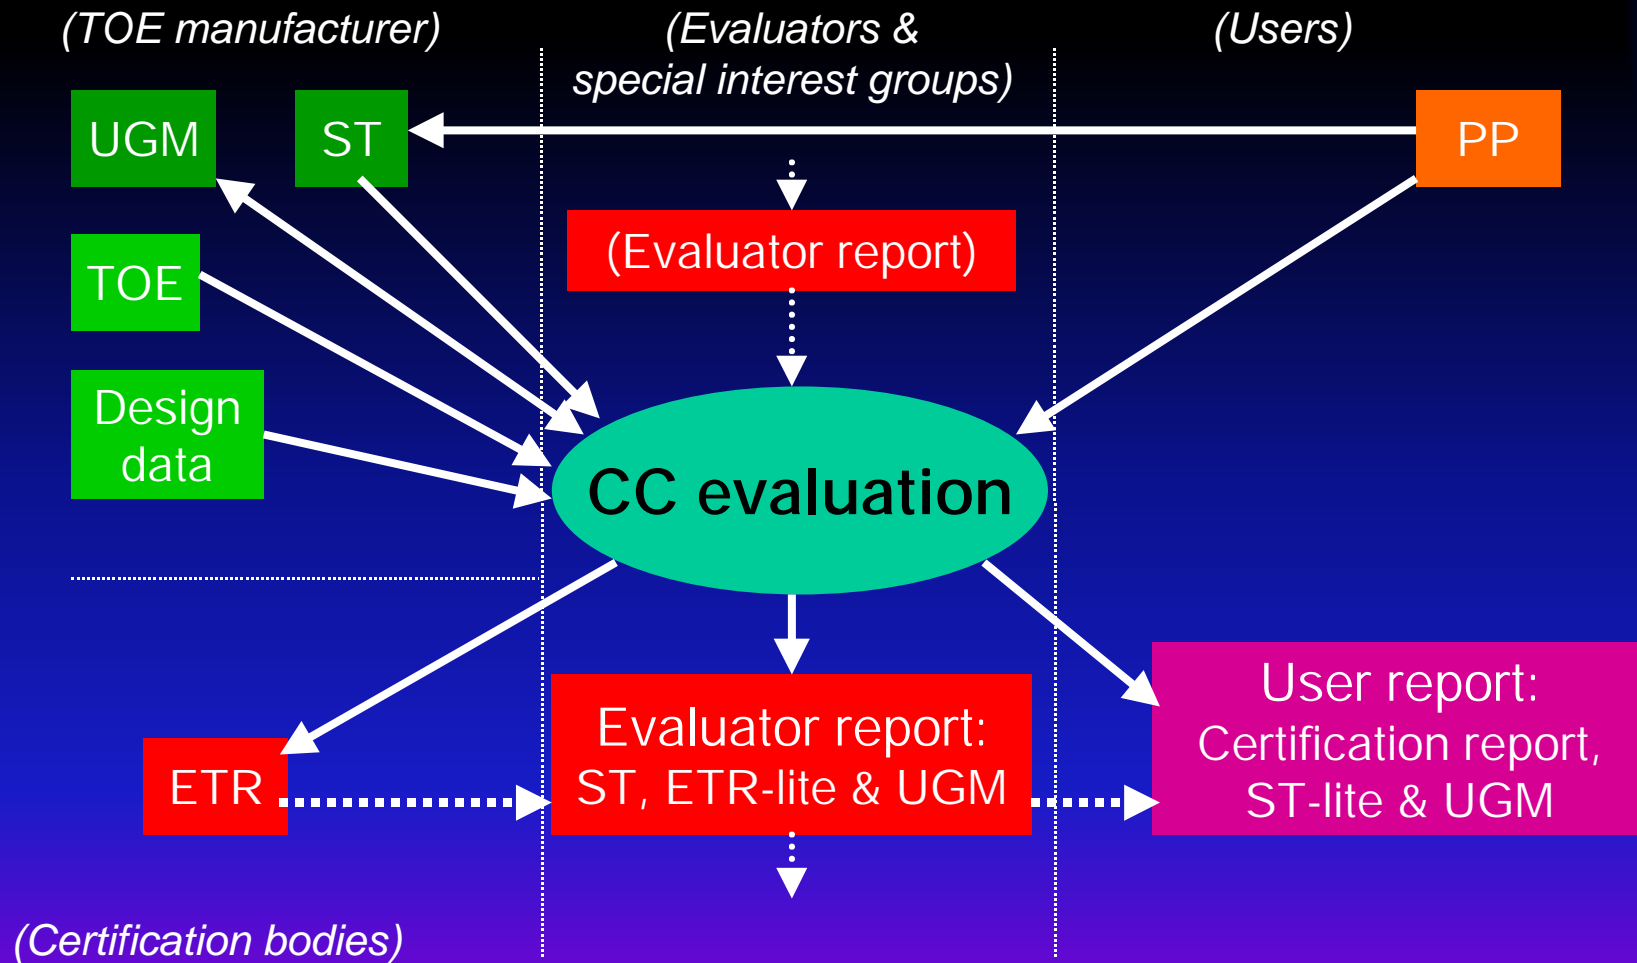 (TOE manufacturer)
(Evaluators &
special interest groups)
(Users)
UGM
ST
PP
(Evaluator report)
TOE
Design
data
CC evaluation
ETR
Evaluator report:
ST, ETR-lite & UGM
User report:
Certification report,
ST-lite & UGM
(Certification bodies)